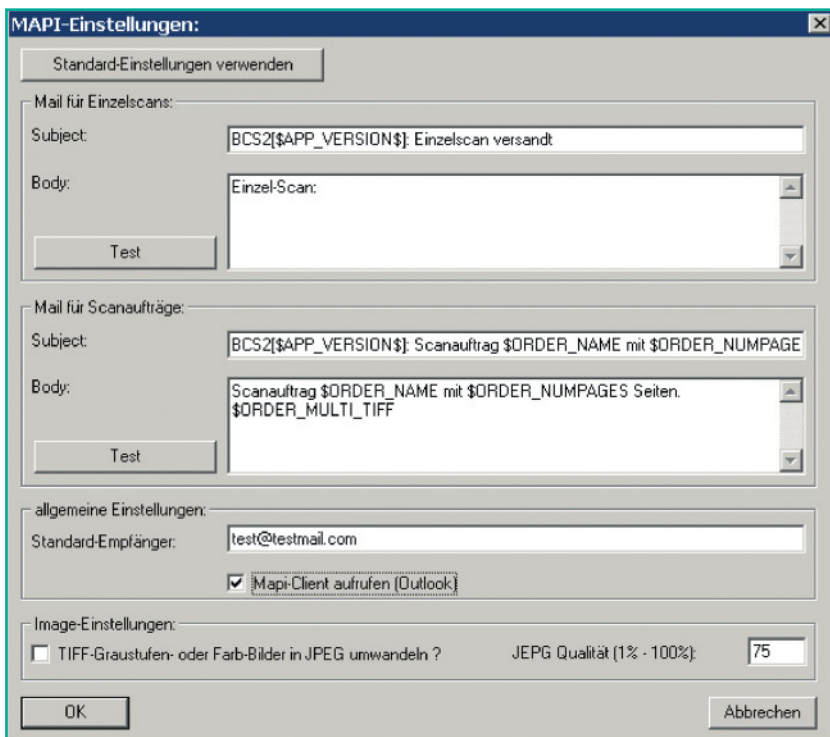 MAPI-Einstellungen:
Standard-Einstellungen verwenden
Mail für Einzelscans:
Subject: BCS2[$APP_VERSION$]: Einzelscan versandt
Body: Einzel-Scan:
Test
Mail für Scanaufträge:
Subject: BCS2[$APP_VERSION$]: Scanauftrag $ORDER_NAME mit $ORDER_NUMPAGE
Body: Scanauftrag $ORDER_NAME mit $ORDER_NUMPAGES Seiten.
$ORDER_MULTI_TIFF
Test
allgemeine Einstellungen:
Standard-Empfänger: test@testmail.com
Mapi-Client aufrufen (Outlook)
Image-Einstellungen:
TIFF-Graustufen- oder Farb-Bilder in JPEG umwandeln ? JEPG Qualität (1% - 100%): 75
OK Abbrechen